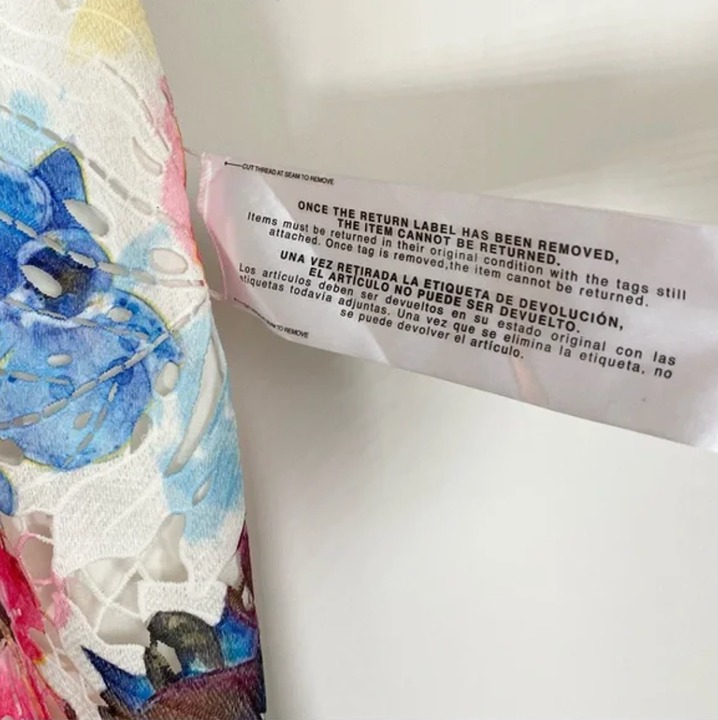 CUT THREAD AT SEAM TO REMOVE
ONCE THE RETURN LABEL HAS BEEN REMOVED,
THE ITEM CANNOT BE RETURNED.
Items must be returned in their original condition with the tags still
attached. Once tag is removed,the item cannot be returned.
UNA VEZ RETIRADA LA ETIQUETA DE DEVOLUCIÓN,
EL ARTÍCULO NO PUEDE SER DEVUELTO.
Los artículos deben ser devueltos en su estado original con las
etiquetas todavía adjuntas. Una vez que se elimina la etiqueta, no
se puede devolver el artículo.
SEAM TO REMOVE